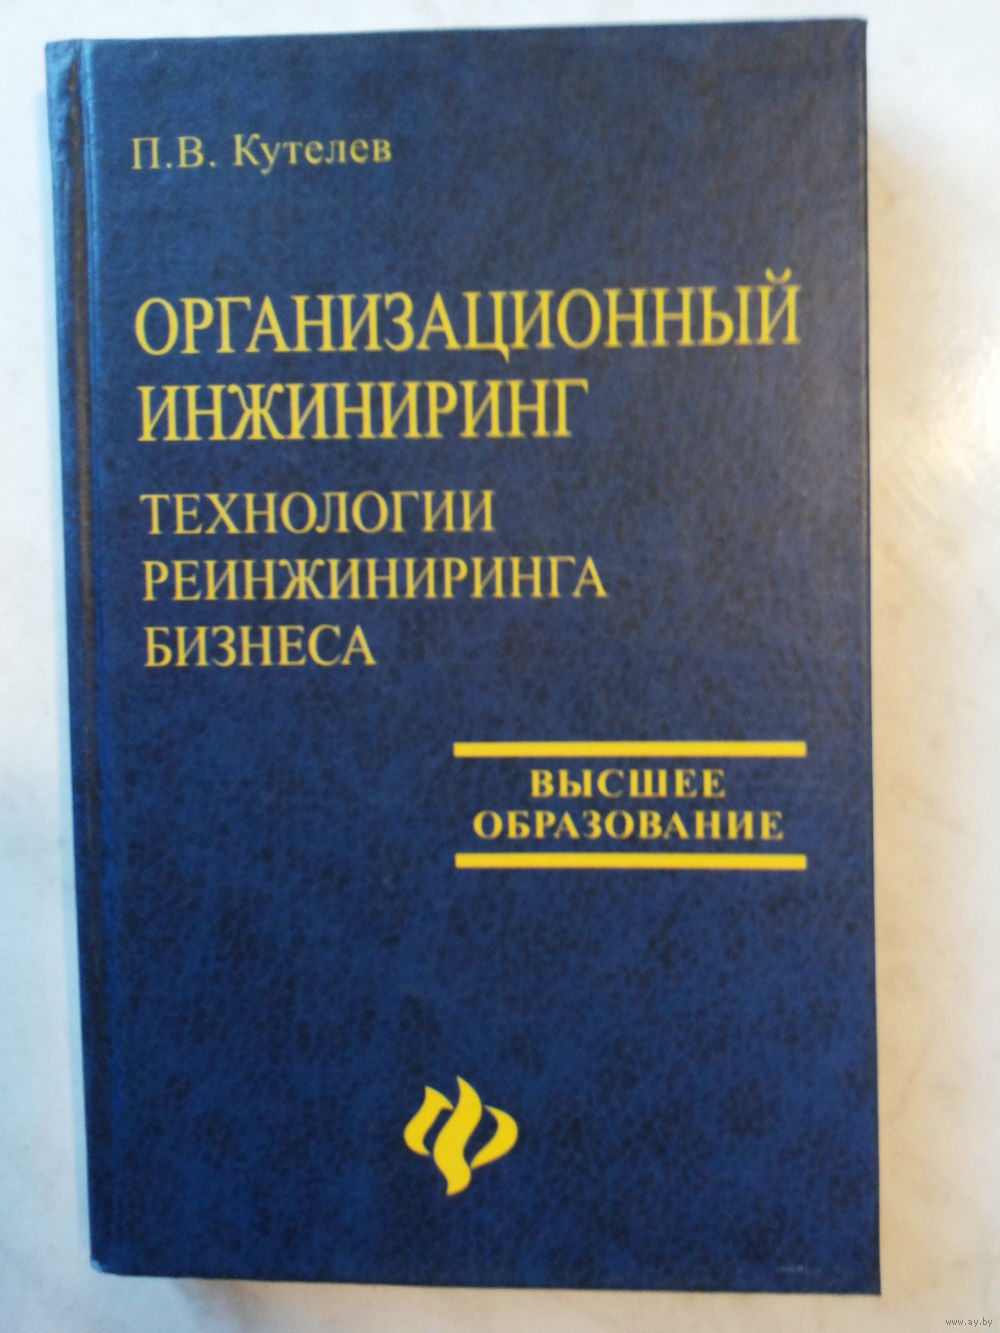 П.В. Кутелев
ОРГАНИЗАЦИОННЫЙ
ИНЖИНИРИНГ
ТЕХНОЛОГИИ
РЕИНЖИНИРИНГА
БИЗНЕСА
ВЫСШЕЕ
ОБРАЗОВАНИЕ
www.ay.by